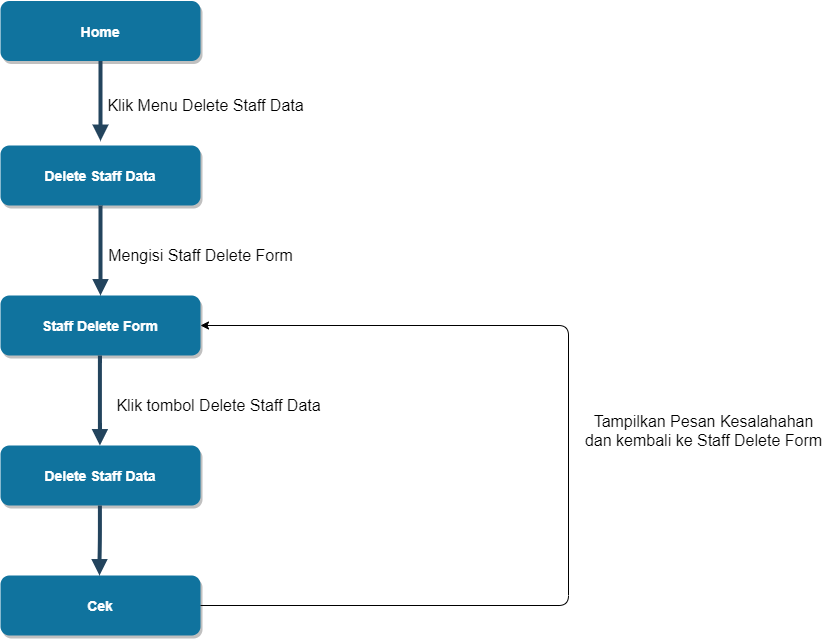 Home
Klik Menu Delete Staff Data
Delete Staff Data
Mengisi Staff Delete Form
Staff Delete Form
Klik tombol Delete Staff Data
Tampilkan Pesan Kesalahahan
dan kembali ke Staff Delete Form
Delete Staff Data
Cek